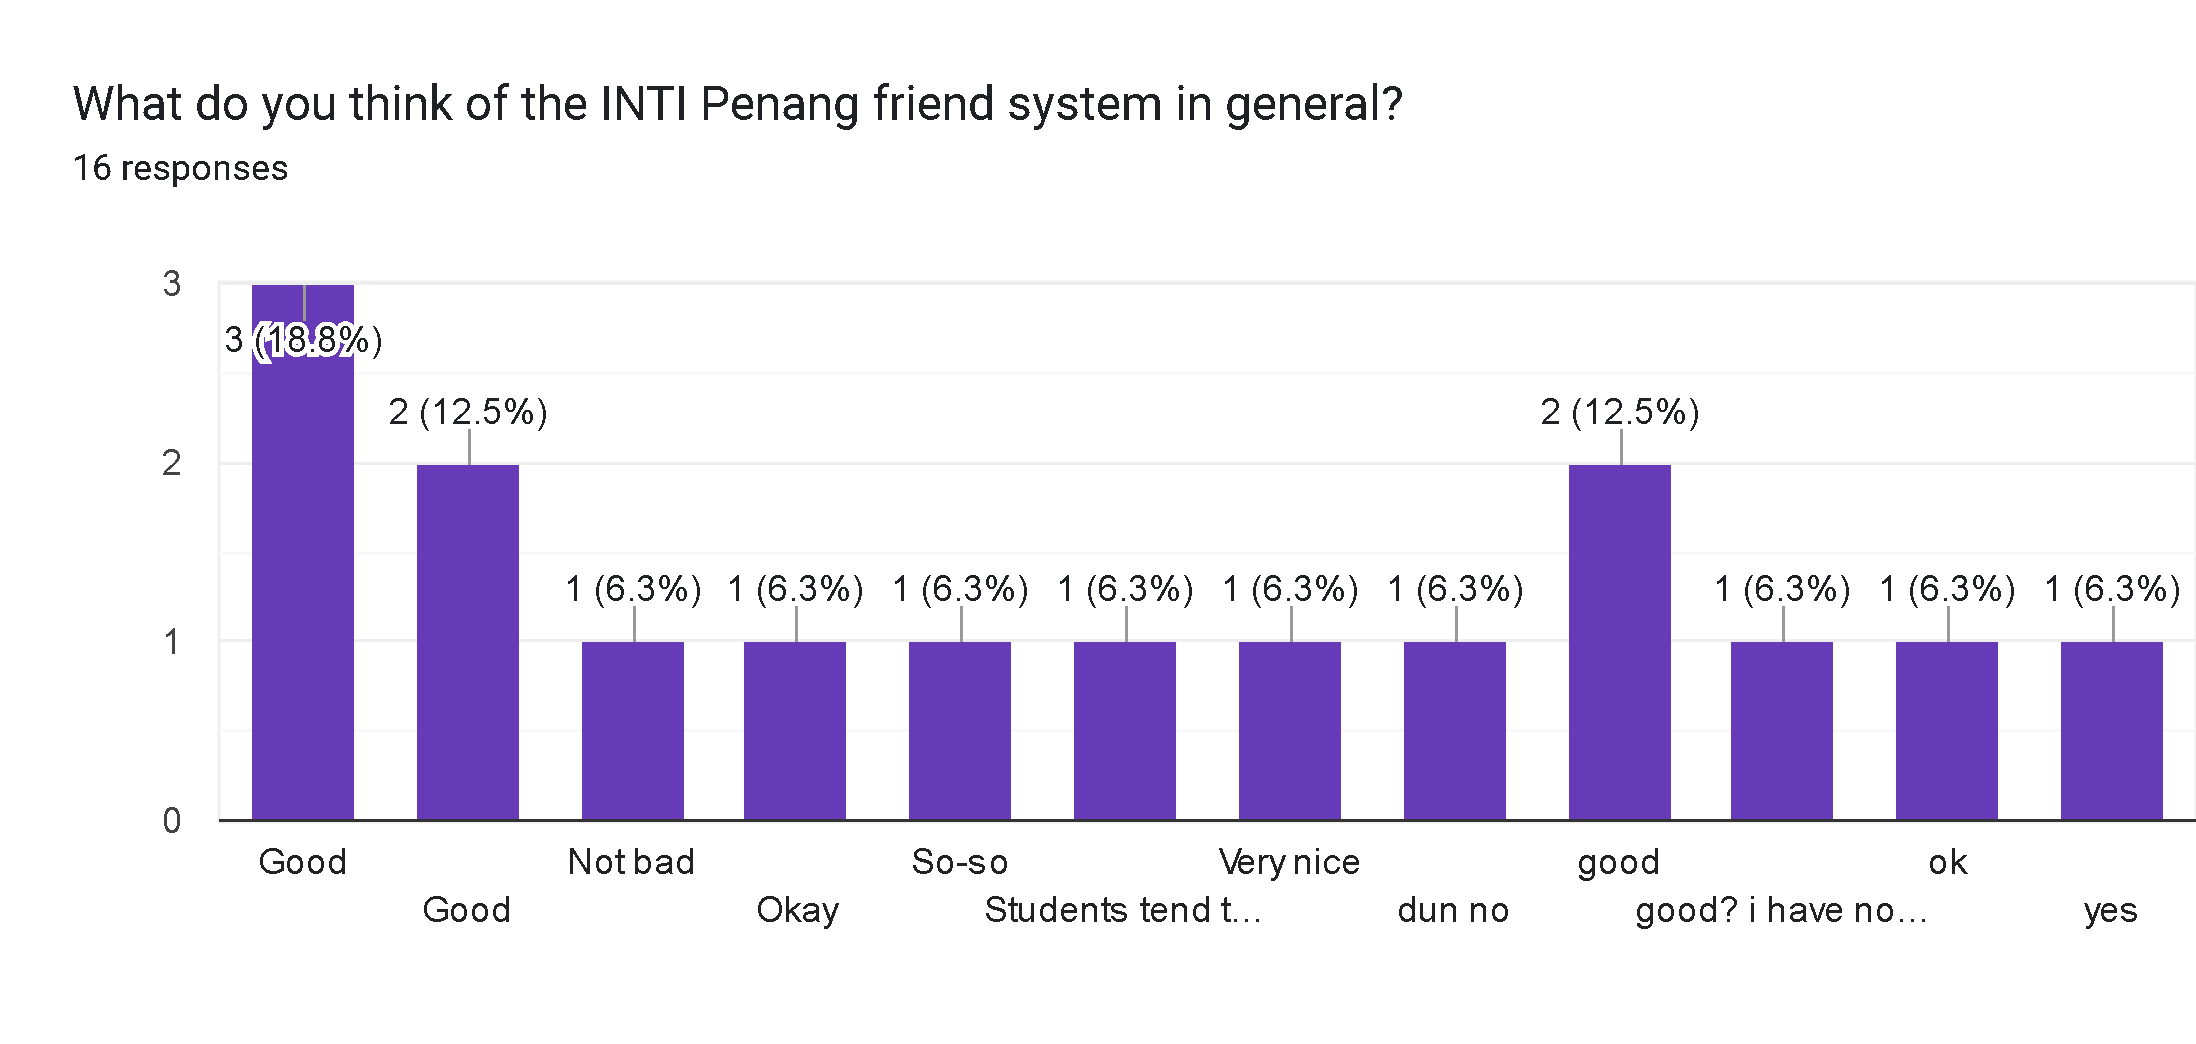 What do you think of the INTI Penang friend system in general?
16 responses
3
3 (18.8%)
2 (12.5%)
2 (12.5%)
2
1 (6.3%)
1 (6.3%)
1 (6.3%)
1 (6.3%)
1 (6.3%)
1 (6.3%)
1 (6.3%)
1 (6.3%)
1 (6.3%)
1
0
Good
Not bad
So-so
Very nice
good
ok
Good
Okay
Students tend t...
dun no
good? i have no...
yes